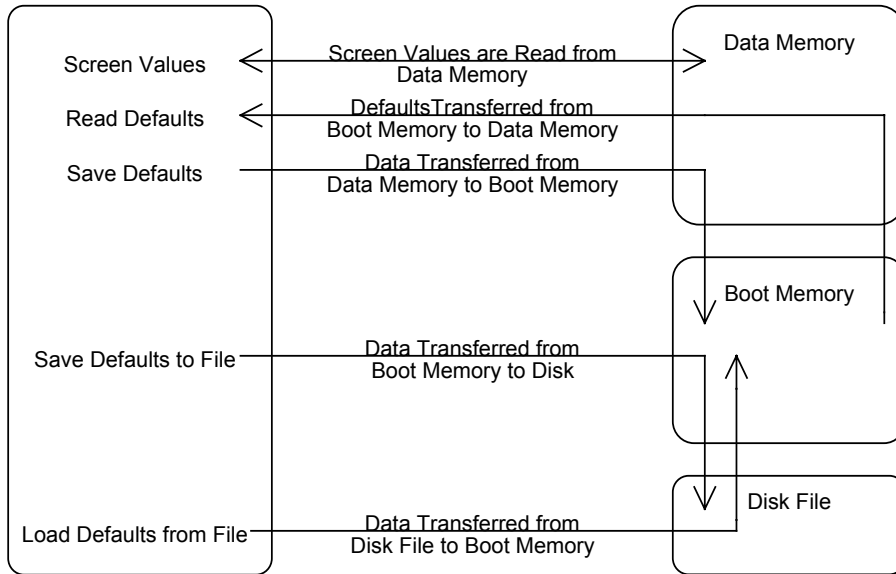 Screen Values
Screen Values are Read from
Data Memory
Data Memory
Read Defaults
DefaultsTransferred from
Boot Memory to Data Memory
Save Defaults
Data Transferred from
Data Memory to Boot Memory
Boot Memory
Save Defaults to File
Data Transferred from
Boot Memory to Disk
Disk File
Load Defaults from File
Data Transferred from
Disk File to Boot Memory